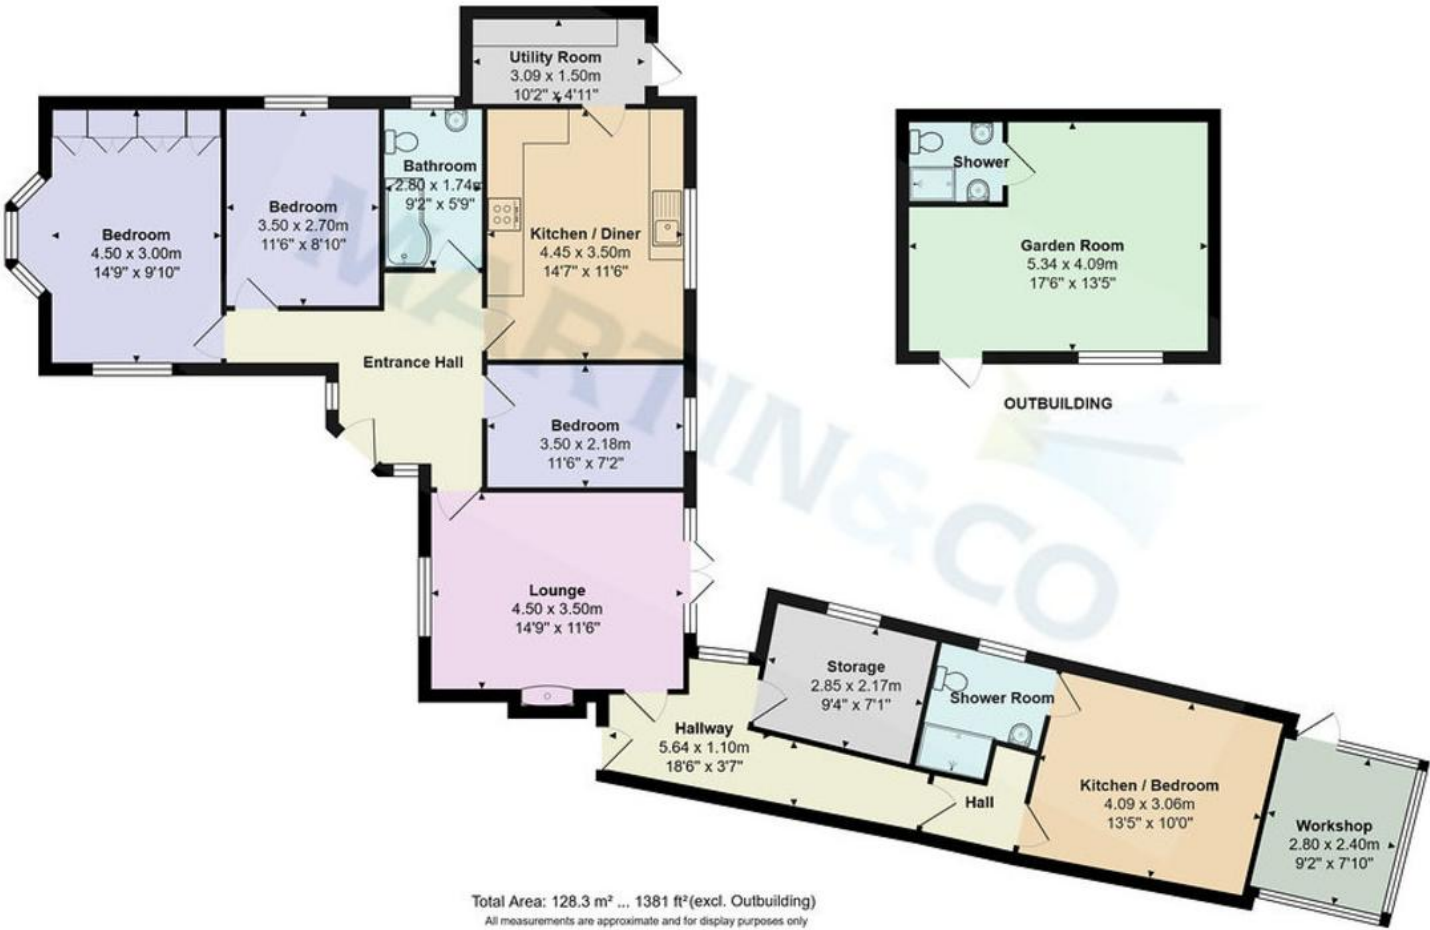 Utility Room
3.09 x 1.50m
10'2" x 4'11"
Bathroom
2.80 x 1.74m
9'2" x 5'9"
Bedroom
3.50 x 2.70m
11'6" x 8'10"
Bedroom
4.50 x 3.00m
14'9" x 9'10"
Kitchen / Diner
4.45 x 3.50m
14'7" x 11'6"
Shower
Garden Room
5.34 x 4.09m
17'6" x 13'5"
OUTBUILDING
Entrance Hall
Bedroom
3.50 x 2.18m
11'6" x 7'2"
MARTIN&CO
Lounge
4.50 x 3.50m
14'9" x 11'6"
Storage
2.85 x 2.17m
9'4" x 7'1"
Shower Room
Hallway
5.64 x 1.10m
18'6" x 3'7"
Hall
Kitchen / Bedroom
4.09 x 3.06m
13'5" x 10'0"
Workshop
2.80 x 2.40m
9'2" x 7'10"
Total Area: 128.3 m² ... 1381 ft² (excl. Outbuilding)
All measurements are approximate and for display purposes only